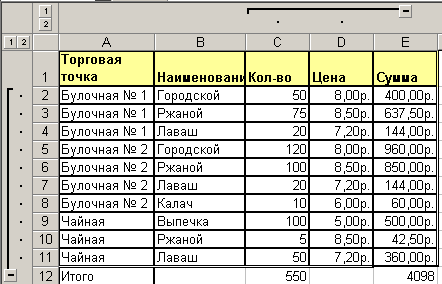 1
2
1 2
A B C D E
1 Торговая точка Наименовани Кол-во Цена Сумма
2 Булочная № 1 Городской 50 8,00р. 400,00р.
3 Булочная № 1 Ржаной 75 8,50р. 637,50р.
4 Булочная № 1 Лаваш 20 7,20р. 144,00р.
5 Булочная № 2 Городской 120 8,00р. 960,00р.
6 Булочная № 2 Ржаной 100 8,50р. 850,00р.
7 Булочная № 2 Лаваш 20 7,20р. 144,00р.
8 Булочная № 2 Калач 10 6,00р. 60,00р.
9 Чайная Выпечка 100 5,00р. 500,00р.
10 Чайная Ржаной 5 8,50р. 42,50р.
11 Чайная Лаваш 50 7,20р. 360,00р.
12 Итого 550 4098